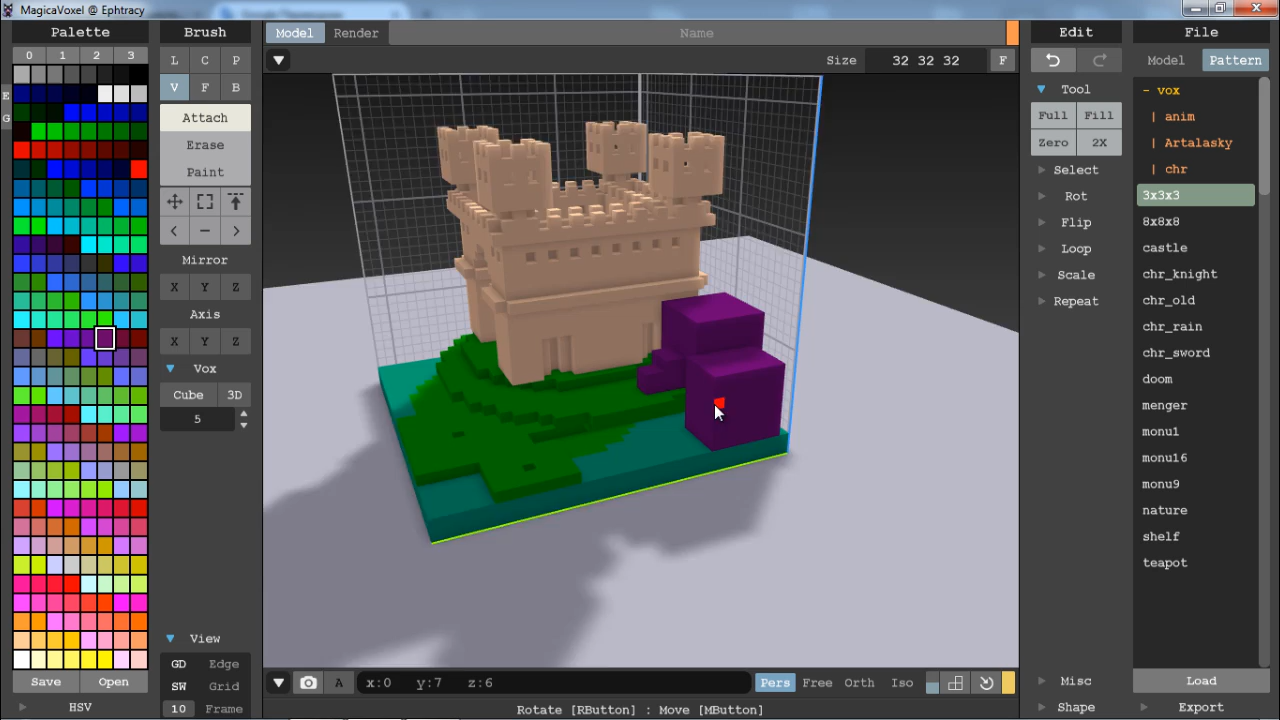 MagicaVoxel @ Ephtracy
Palette
Brush
Model Render Name
Edit
File
0 1 2 3
L C P
V F B
Size 32 32 32 F
Model Pattern
E
G
Attach
Erase
Paint
Tool
Full Fill
Zero 2X
Select
Rot
Flip
Loop
Scale
Repeat
- vox
| anim
| Artalasky
| chr
3x3x3
8x8x8
castle
chr_knight
chr_old
chr_rain
chr_sword
doom
menger
monu1
monu16
monu9
nature
shelf
teapot
< - >
Mirror
X Y Z
Axis
X Y Z
Vox
Cube 3D
5
View
GD Edge
SW Grid
10 Frame
Save Open
HSV
A x:0 y:7 z:6
Pers Free Orth Iso
Rotate [RButton] : Move [MButton]
Misc
Shape
Load
Export